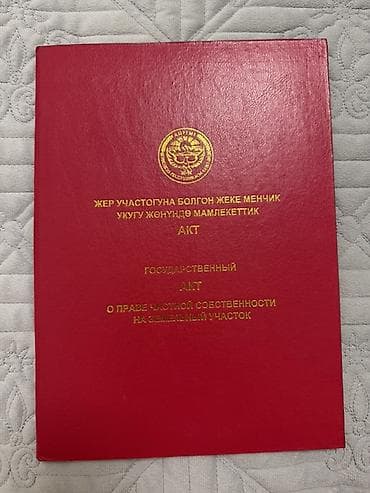 ЖЕР УЧАСТОГУНА БОЛГОН ЖЕКЕ МЕНЧИК
УКУГУ ЖӨНҮНДӨ МАМЛЕКЕТТИК
АКТ
ГОСУДАРСТВЕННЫЙ
АКТ
О ПРАВЕ ЧАСТНОЙ СОБСТВЕННОСТИ
НА ЗЕМЕЛЬНЫЙ УЧАСТОК